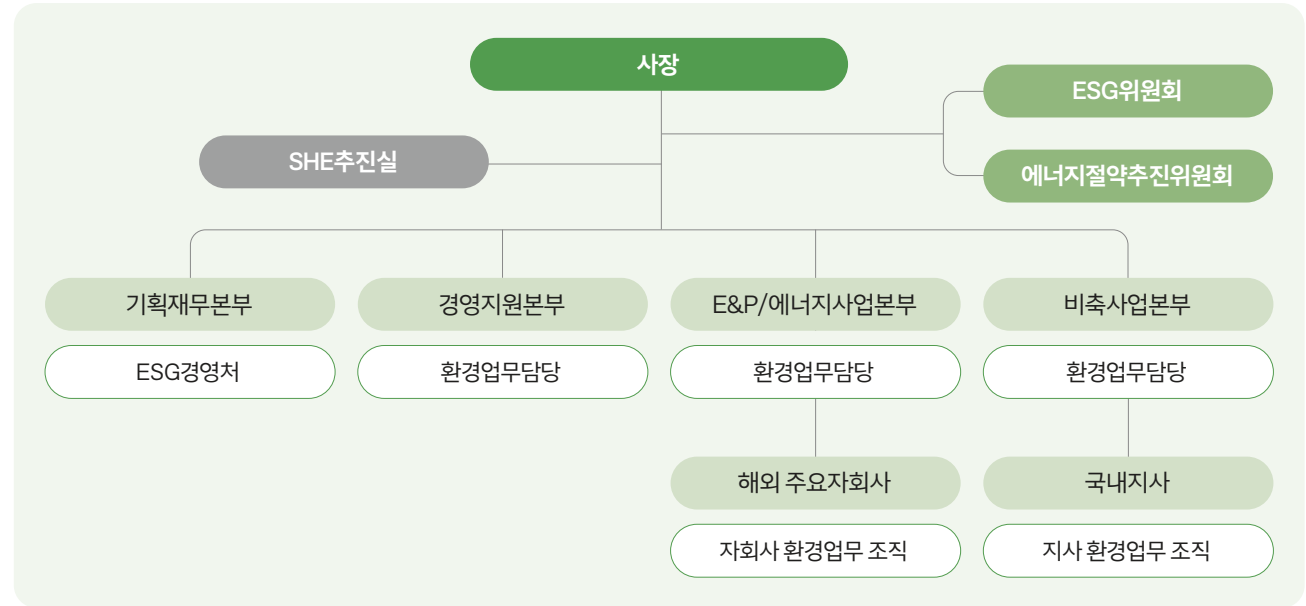 사장
ESG위원회
SHE추진실
에너지절약추진위원회
기획재무본부
경영지원본부
E&P/에너지사업본부
비축사업본부
ESG경영처
환경업무담당
환경업무담당
환경업무담당
해외 주요자회사
국내지사
자회사 환경업무 조직
지사 환경업무 조직